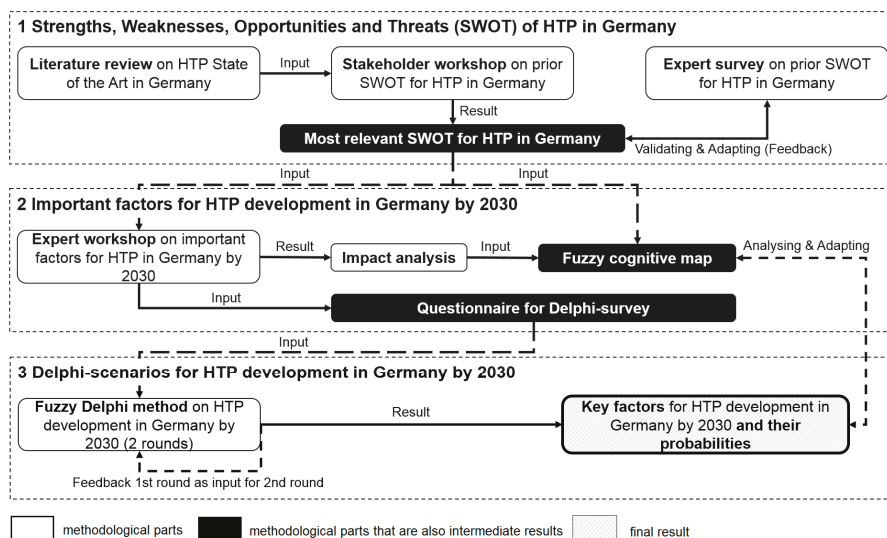 1 Strengths, Weaknesses, Opportunities and Threats (SWOT) of HTP in Germany
Literature review on HTP State
of the Art in Germany
Input
Stakeholder workshop on prior
SWOT for HTP in Germany
Expert survey on prior SWOT
for HTP in Germany
Result
Most relevant SWOT for HTP in Germany
Validating & Adapting (Feedback)
Input
Input
2 Important factors for HTP development in Germany by 2030
Expert workshop on important
factors for HTP in Germany by
2030
Result
Impact analysis
Input
Fuzzy cognitive map
Analysing & Adapting
Input
Questionnaire for Delphi-survey
Input
3 Delphi-scenarios for HTP development in Germany by 2030
Fuzzy Delphi method on HTP
development in Germany by
2030 (2 rounds)
Result
Key factors for HTP development in
Germany by 2030 and their
probabilities
Feedback 1st round as input for 2nd round
methodological parts
methodological parts that are also intermediate results
final result